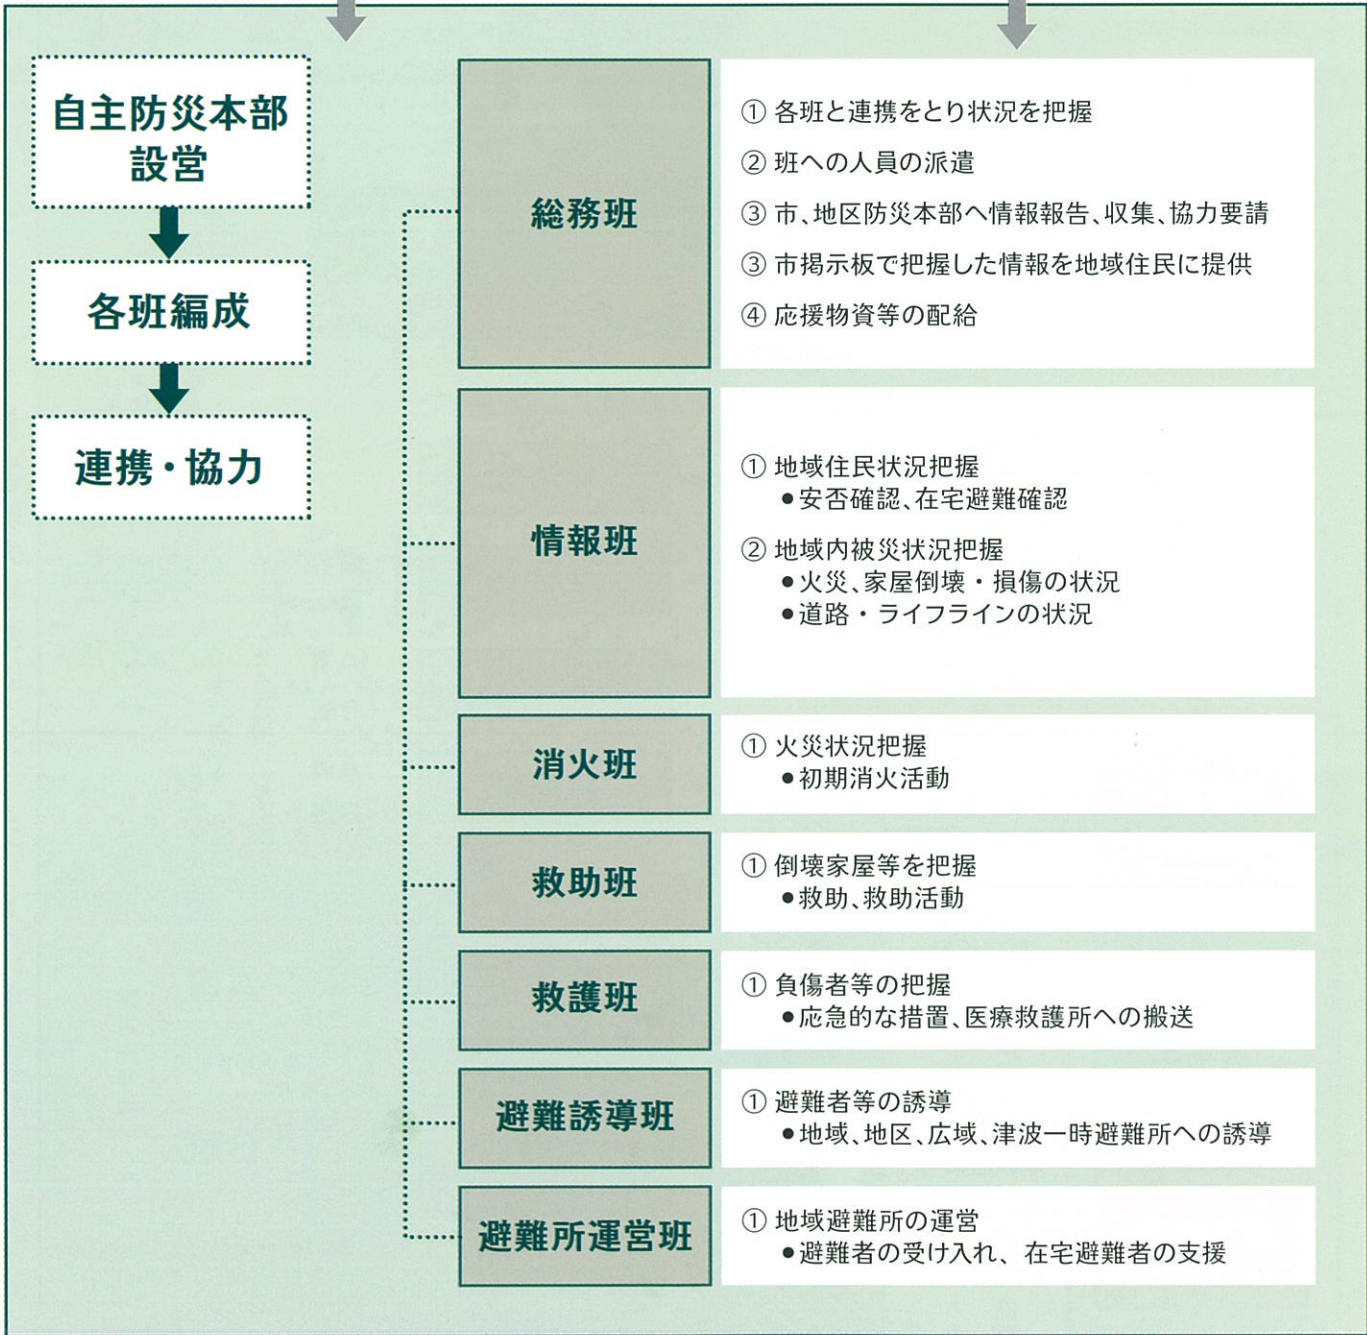 自主防災本部
設営
各班編成
連携・協力
総務班
① 各班と連携をとり状況を把握
② 班への人員の派遣
③ 市、地区防災本部へ情報報告、収集、協力要請
③ 市掲示板で把握した情報を地域住民に提供
④ 応援物資等の配給
情報班
① 地域住民状況把握
●安否確認、在宅避難確認
② 地域内被災状況把握
●火災、家屋倒壊・損傷の状況
●道路・ライフラインの状況
消火班
① 火災状況把握
●初期消火活動
救助班
① 倒壊家屋等を把握
●救助、救助活動
救護班
① 負傷者等の把握
●応急的な措置、医療救護所への搬送
避難誘導班
① 避難者等の誘導
●地域、地区、広域、津波一時避難所への誘導
避難所運営班
① 地域避難所の運営
●避難者の受け入れ、在宅避難者の支援